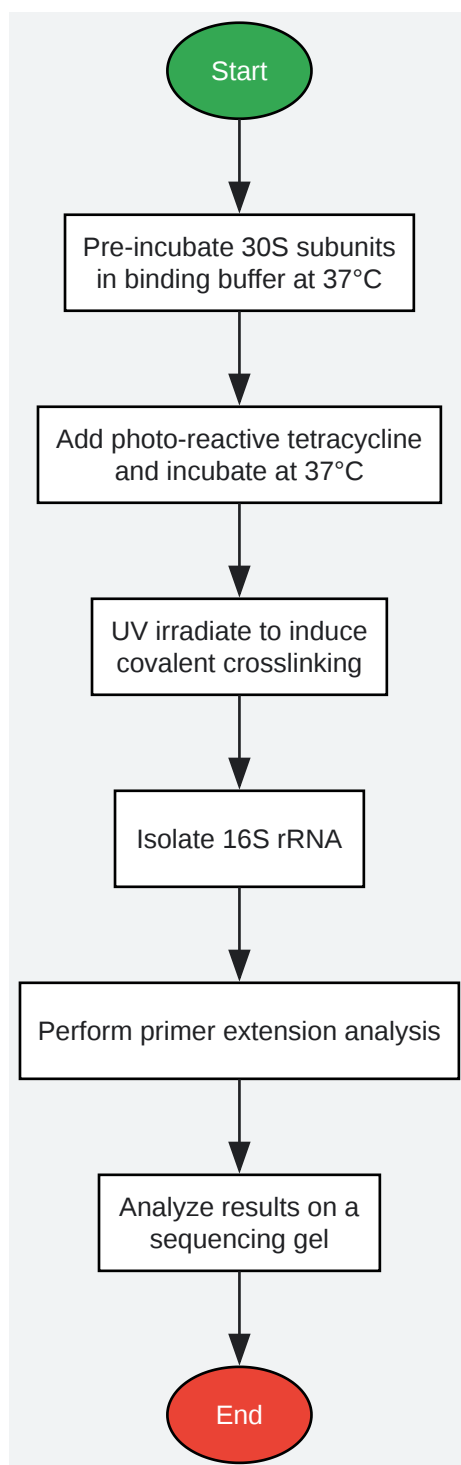 Start
Pre-incubate 30S subunits
in binding buffer at 37°C
Add photo-reactive tetracycline
and incubate at 37°C
UV irradiate to induce
covalent crosslinking
Isolate 16S rRNA
Perform primer extension analysis
Analyze results on a
sequencing gel
End